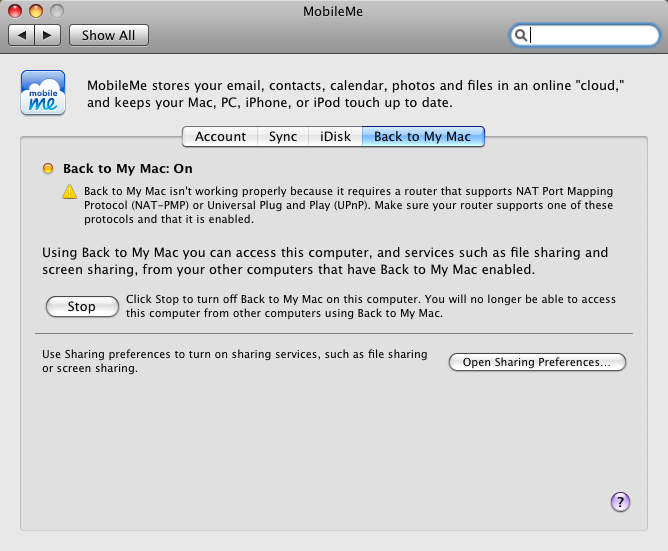 MobileMe
Show All
mobile
me
MobileMe stores your email, contacts, calendar, photos and files in an online "cloud,"
and keeps your Mac, PC, iPhone, or iPod touch up to date.
Account Sync iDisk Back to My Mac
Back to My Mac: On
Back to My Mac isn't working properly because it requires a router that supports NAT Port Mapping
Protocol (NAT-PMP) or Universal Plug and Play (UPnP). Make sure your router supports one of these
protocols and that it is enabled.
Using Back to My Mac you can access this computer, and services such as file sharing and
screen sharing, from your other computers that have Back to My Mac enabled.
Stop
Click Stop to turn off Back to My Mac on this computer. You will no longer be able to access
this computer from other computers using Back to My Mac.
Use Sharing preferences to turn on sharing services, such as file sharing
or screen sharing.
Open Sharing Preferences...
?